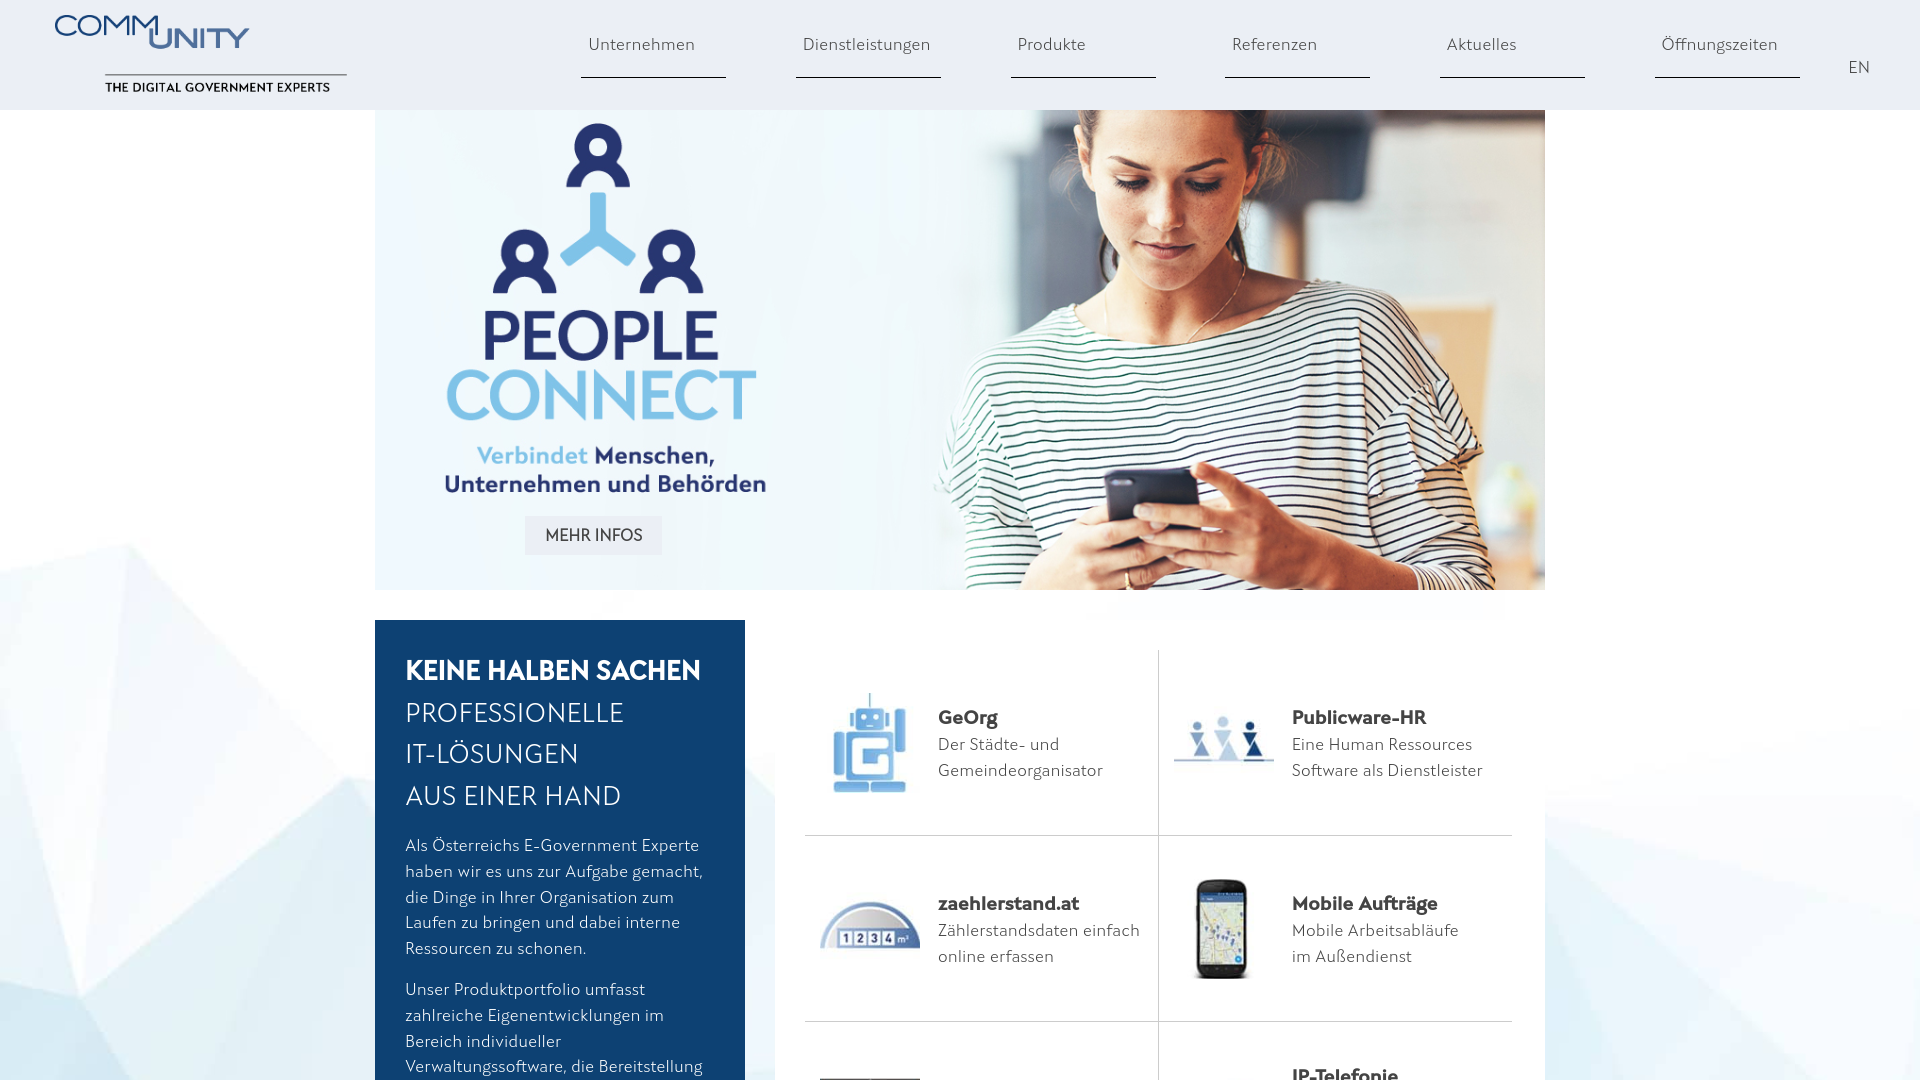 COMMUNITY
THE DIGITAL GOVERNMENT EXPERTS
Unternehmen
Dienstleistungen
Produkte
Referenzen
Aktuelles
Öffnungszeiten
EN
PEOPLE
CONNECT
Verbindet Menschen,
Unternehmen und Behörden
MEHR INFOS
KEINE HALBEN SACHEN
PROFESSIONELLE
IT-LÖSUNGEN
AUS EINER HAND
Als Österreichs E-Government Experte
haben wir es uns zur Aufgabe gemacht,
die Dinge in Ihrer Organisation zum
Laufen zu bringen und dabei interne
Ressourcen zu schonen.
Unser Produktportfolio umfasst
zahlreiche Eigenentwicklungen im
Bereich individueller
Verwaltungssoftware, die Bereitstellung
GeOrg
Der Städte- und
Gemeindeorganisator
Publicware-HR
Eine Human Ressources
Software als Dienstleister
1234 m³
zaehlerstand.at
Zählerstandsdaten einfach
online erfassen
Mobile Aufträge
Mobile Arbeitsabläufe
im Außendienst
IP-Telefonie